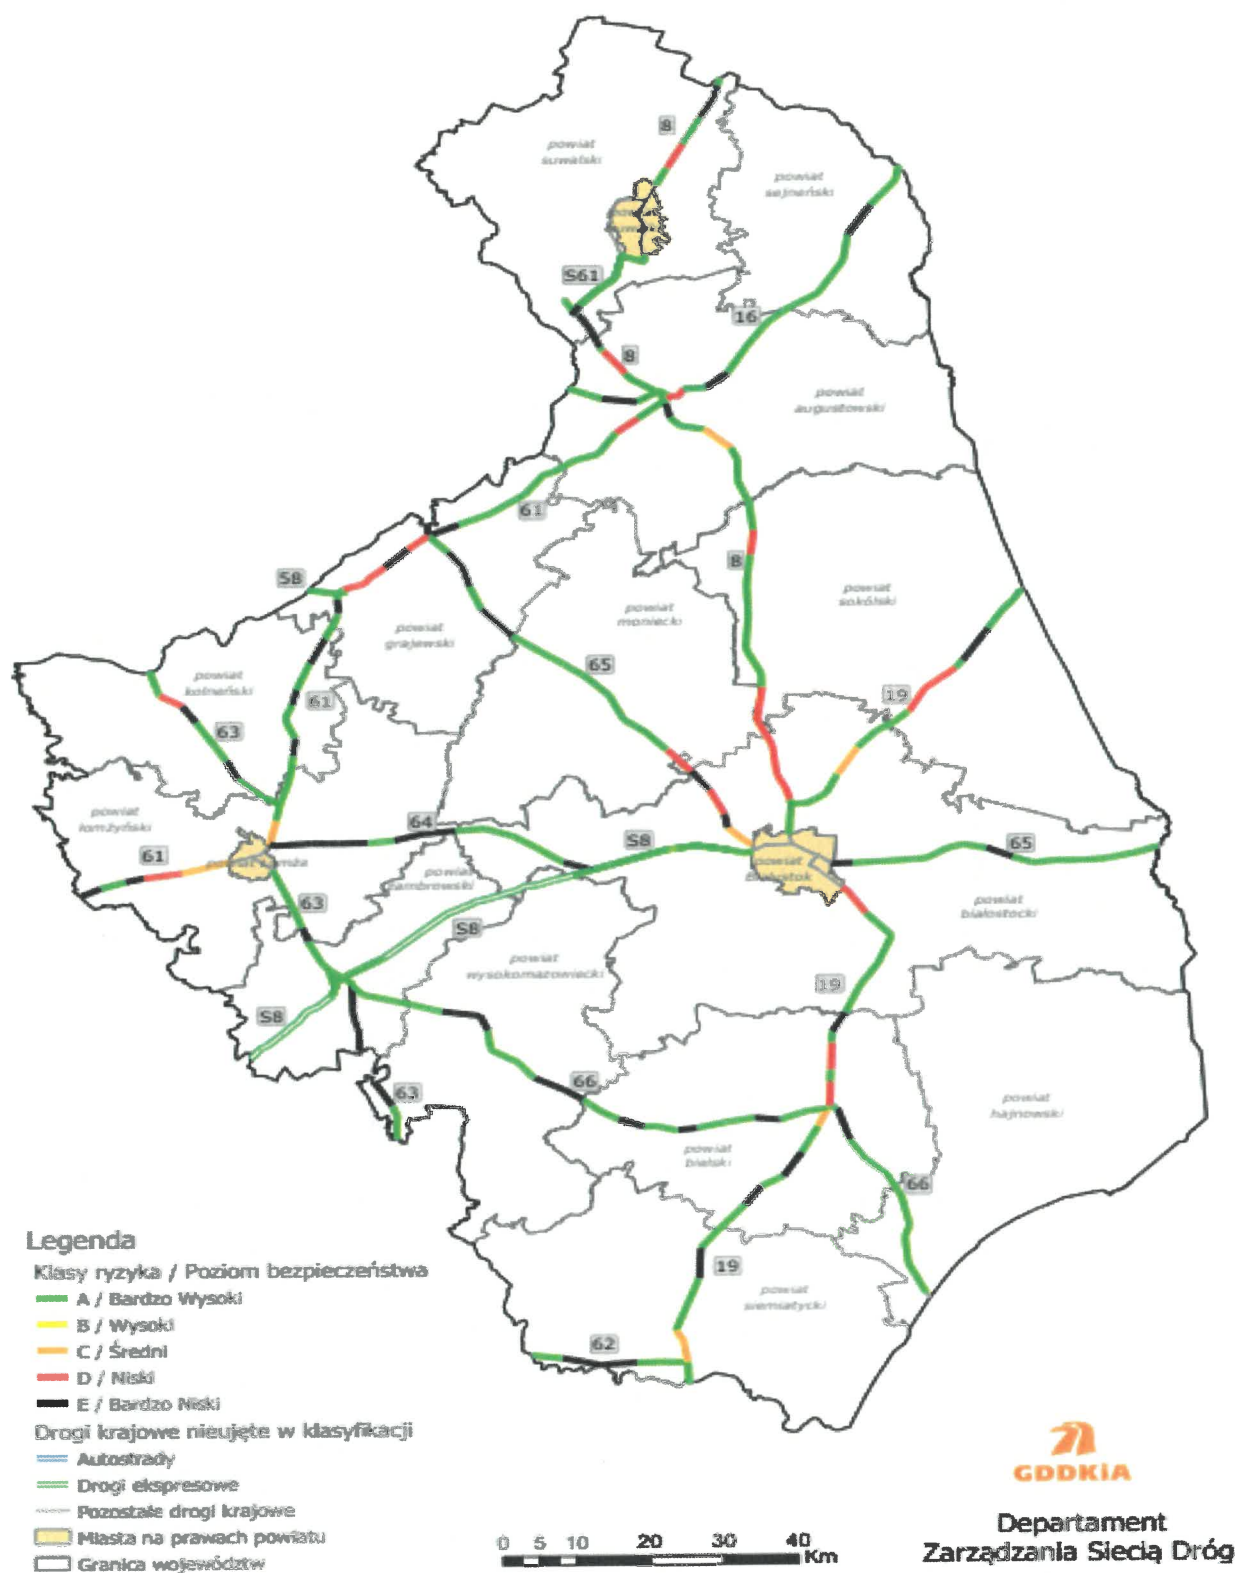 8
powiat
suwalski
powiat
sejneński
S61
16
8
powiat
augustowski
61
8
58
powiat
sokólski
powiat
moniecki
powiat
grajewski
65
powiat
kolneński
19
61
63
powiat
łomżyński
64
S8
65
61
powiat
zambrowski
powiat
63
powiat
białostocki
S8
powiat
wysokomazowiecki
19
S8
66
63
powiat
hajnowski
powiat
bielski
66
19
powiat
siemiatycki
62
Legenda
Klasy ryzyka / Poziom bezpieczeństwa
A / Bardzo Wysoki
B / Wysoki
C / Średni
D / Niski
E / Bardzo Niski
Drogi krajowe nieujęte w klasyfikacji
Autostrady
Drogi ekspresowe
Pozostałe drogi krajowe
Miasta na prawach powiatu
Granica województw
0 5 10 20 30 40
Km
GDDKiA
Departament
Zarządzania Siecią Dróg